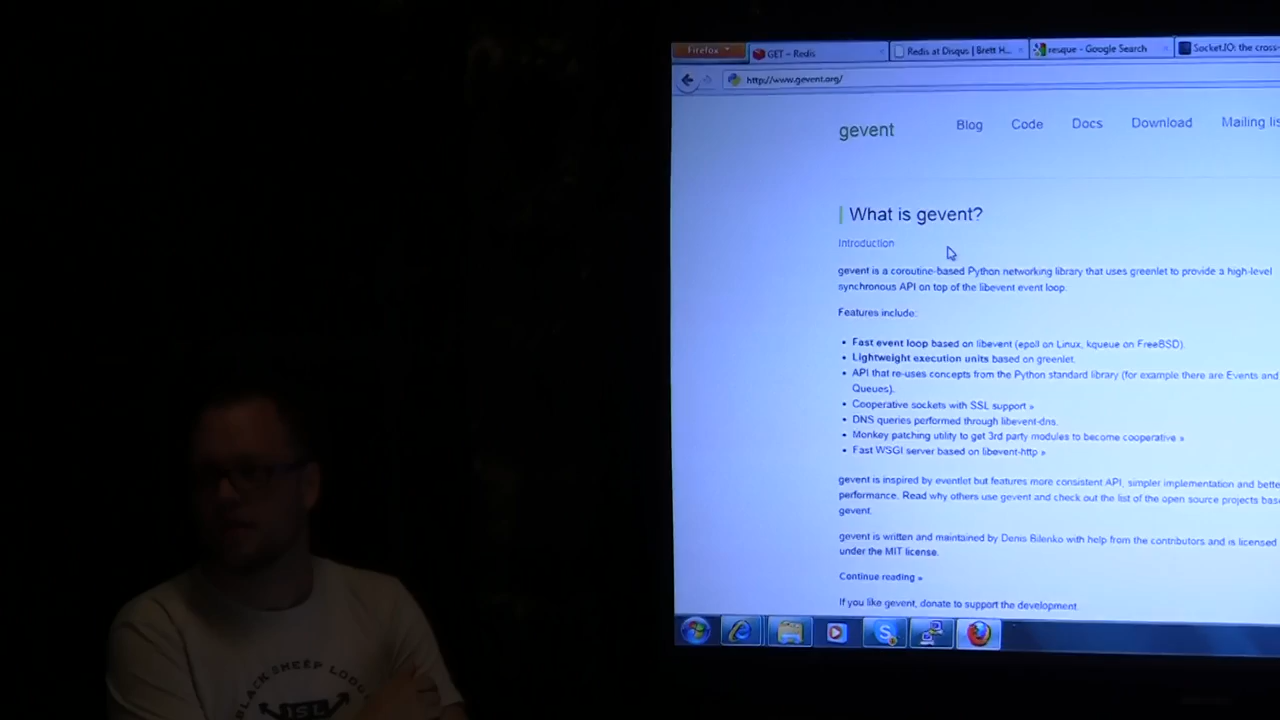 Firefox
GET – Redis
Redis at Disqus | Brett H...
resque - Google Search
Socket.IO: the cross-
http://www.gevent.org/
gevent
Blog
Code
Docs
Download
Mailing lis
What is gevent?
Introduction
gevent is a coroutine-based Python networking library that uses greenlet to provide a high-level
synchronous API on top of the libevent event loop.
Features include:
• Fast event loop based on libevent (epoll on Linux, kqueue on FreeBSD).
• Lightweight execution units based on greenlet.
• API that re-uses concepts from the Python standard library (for example there are Events and
Queues).
• Cooperative sockets with SSL support »
• DNS queries performed through libevent-dns.
• Monkey patching utility to get 3rd party modules to become cooperative »
• Fast WSGI server based on libevent-http »
gevent is inspired by eventlet but features more consistent API, simpler implementation and bette
performance. Read why others use gevent and check out the list of the open source projects base
gevent.
gevent is written and maintained by Denis Bilenko with help from the contributors and is licensed
under the MIT license.
Continue reading »
If you like gevent, donate to support the development.
BLACK SHEEP LODGE
BSL